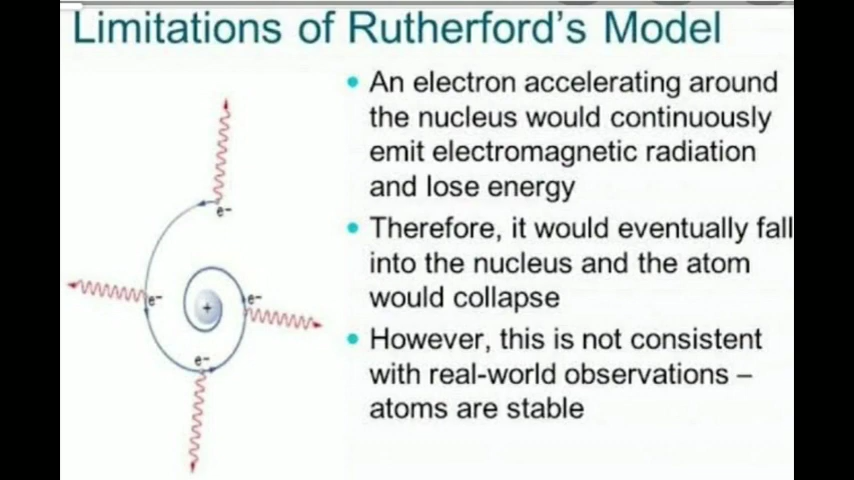 Limitations of Rutherford's Model
An electron accelerating around
the nucleus would continuously
emit electromagnetic radiation
and lose energy
Therefore, it would eventually fall
into the nucleus and the atom
would collapse
However, this is not consistent
with real-world observations –
atoms are stable
e-
e-
e-
+
e-